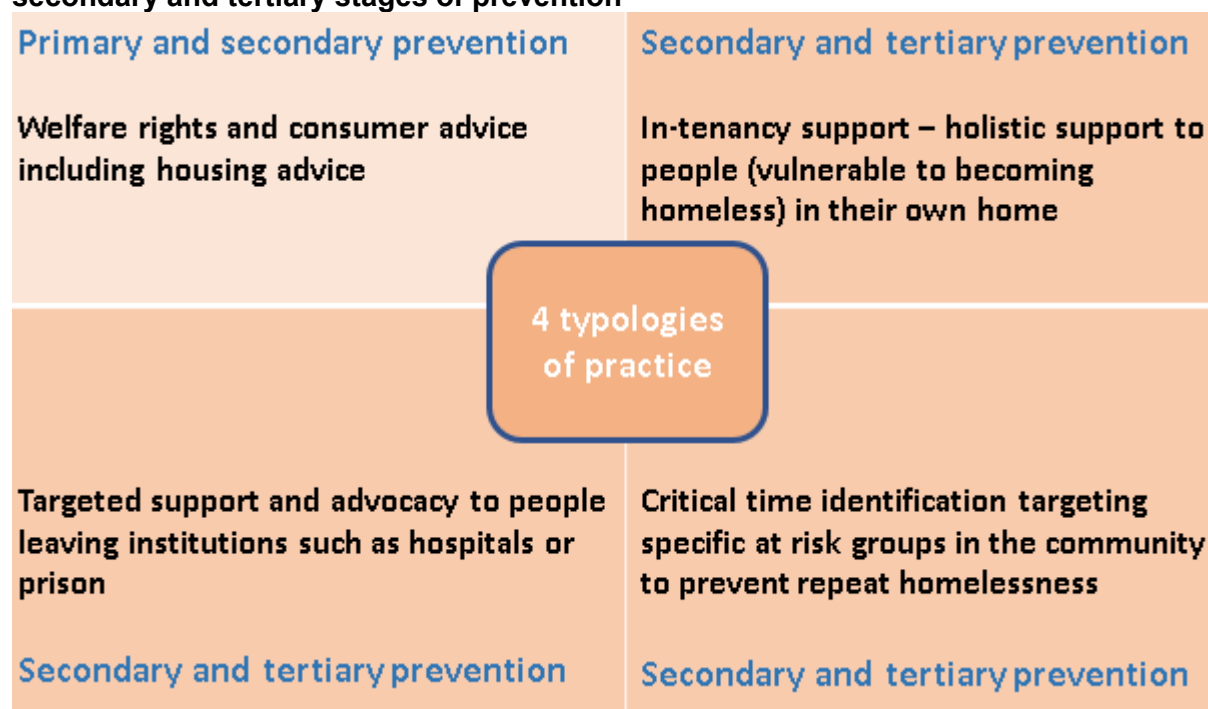 secondary and tertiary stages of prevention
Primary and secondary prevention
Welfare rights and consumer advice
including housing advice
Secondary and tertiary prevention
In-tenancy support – holistic support to
people (vulnerable to becoming
homeless) in their own home
4 typologies
of practice
Targeted support and advocacy to people
leaving institutions such as hospitals or
prison
Secondary and tertiary prevention
Critical time identification targeting
specific at risk groups in the community
to prevent repeat homelessness
Secondary and tertiary prevention